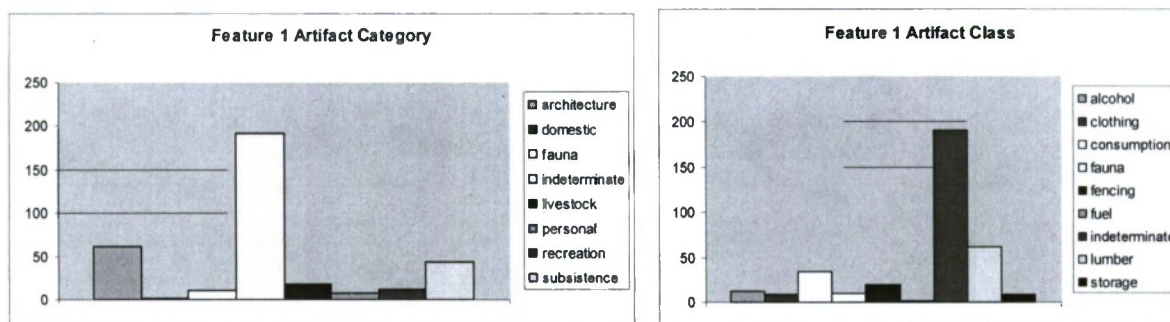 Feature 1 Artifact Category
250
200
150
100
50
0
architecture
domestic
fauna
indeterminate
livestock
personal
recreation
subsistence
Feature 1 Artifact Class
250
200
150
100
50
0
alcohol
clothing
consumption
fauna
fencing
fuel
indeterminate
lumber
storage